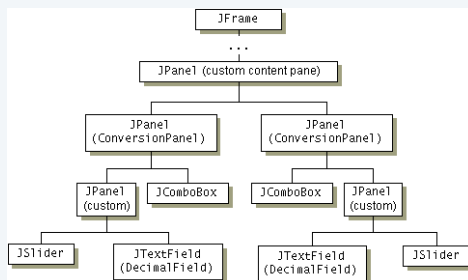 JFrame
...
JPanel (custom content pane)
JPanel
(ConversionPanel)
JPanel
(ConversionPanel)
JPanel
(custom)
JComboBox
JComboBox
JPanel
(custom)
JSlider
JTextField
(DecimalField)
JTextField
(DecimalField)
JSlider